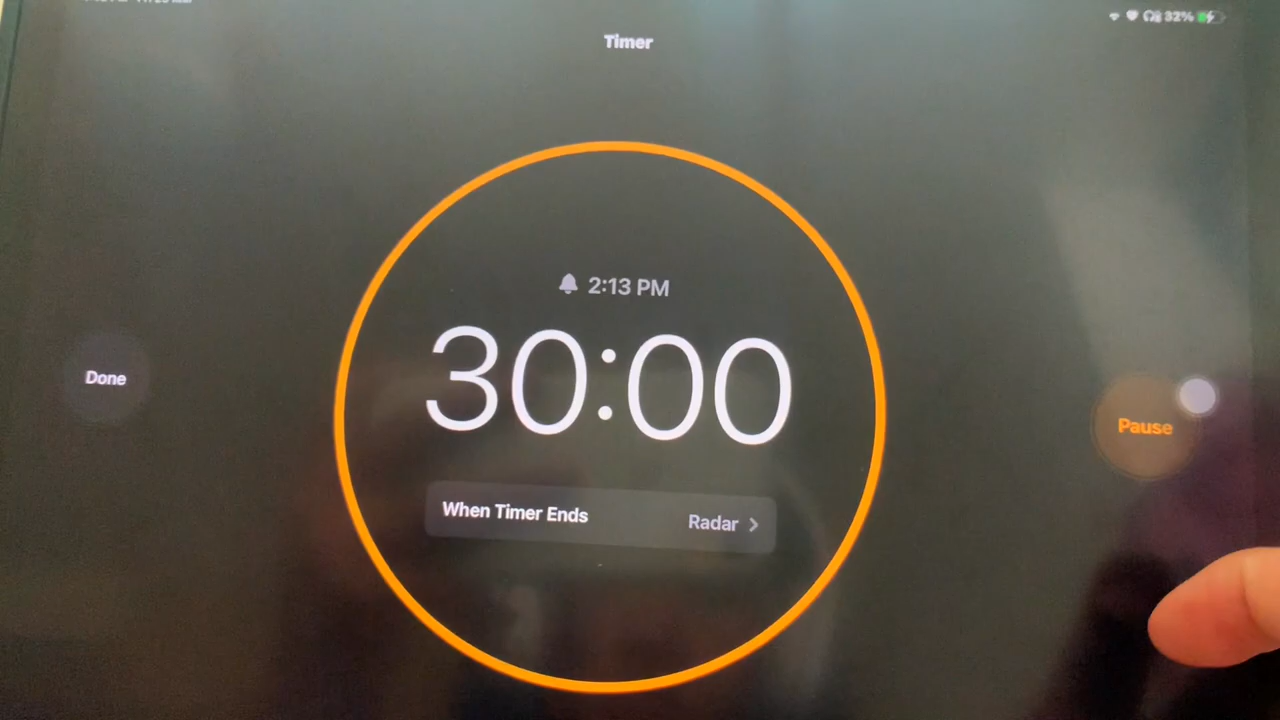 32%
Timer
2:13 PM
30:00
Done
Pause
When Timer Ends
Radar